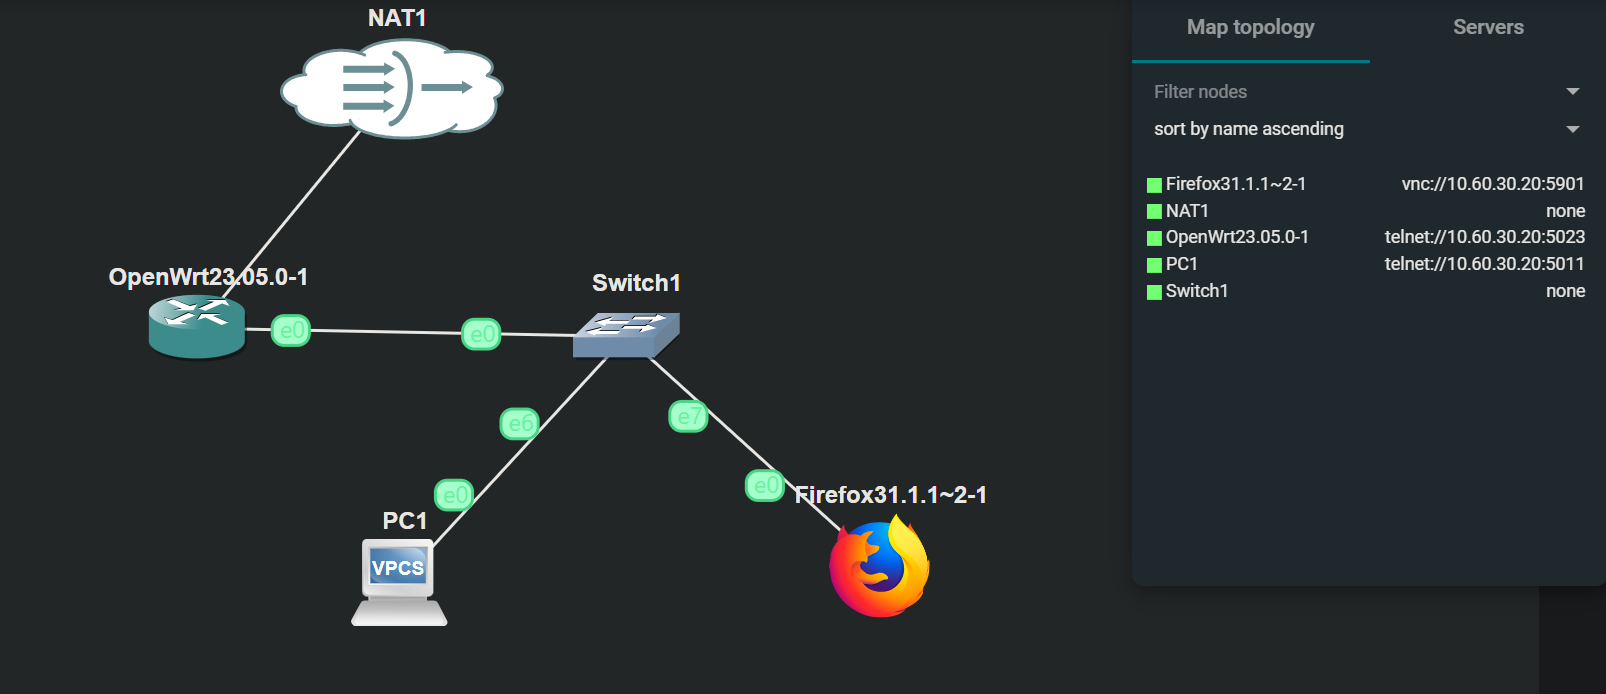 NAT1
OpenWrt23.05.0-1
Switch1
e0
e0
e6
e7
e0
e0
Firefox31.1.1~2-1
PC1
VPCS
Map topology
Servers
Filter nodes
sort by name ascending
Firefox31.1.1~2-1 vnc://10.60.30.20:5901
NAT1 none
OpenWrt23.05.0-1 telnet://10.60.30.20:5023
PC1 telnet://10.60.30.20:5011
Switch1 none